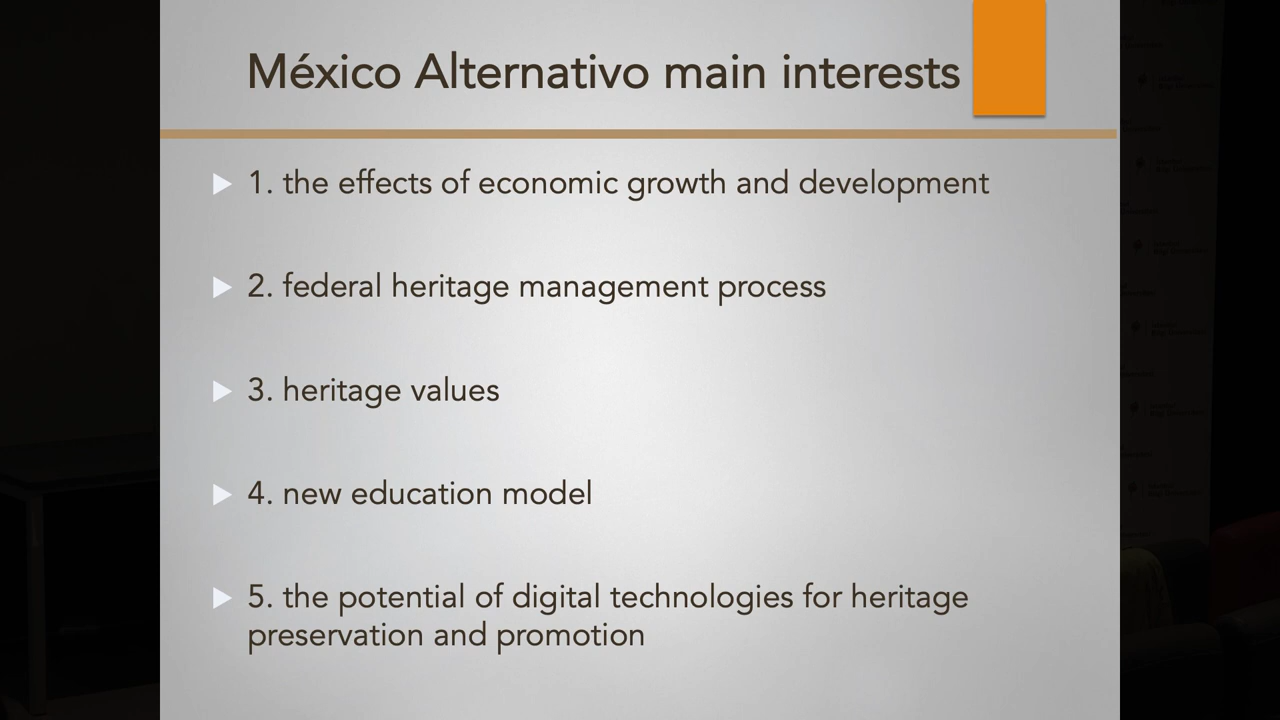 México Alternativo main interests
1. the effects of economic growth and development
2. federal heritage management process
3. heritage values
4. new education model
5. the potential of digital technologies for heritage
preservation and promotion